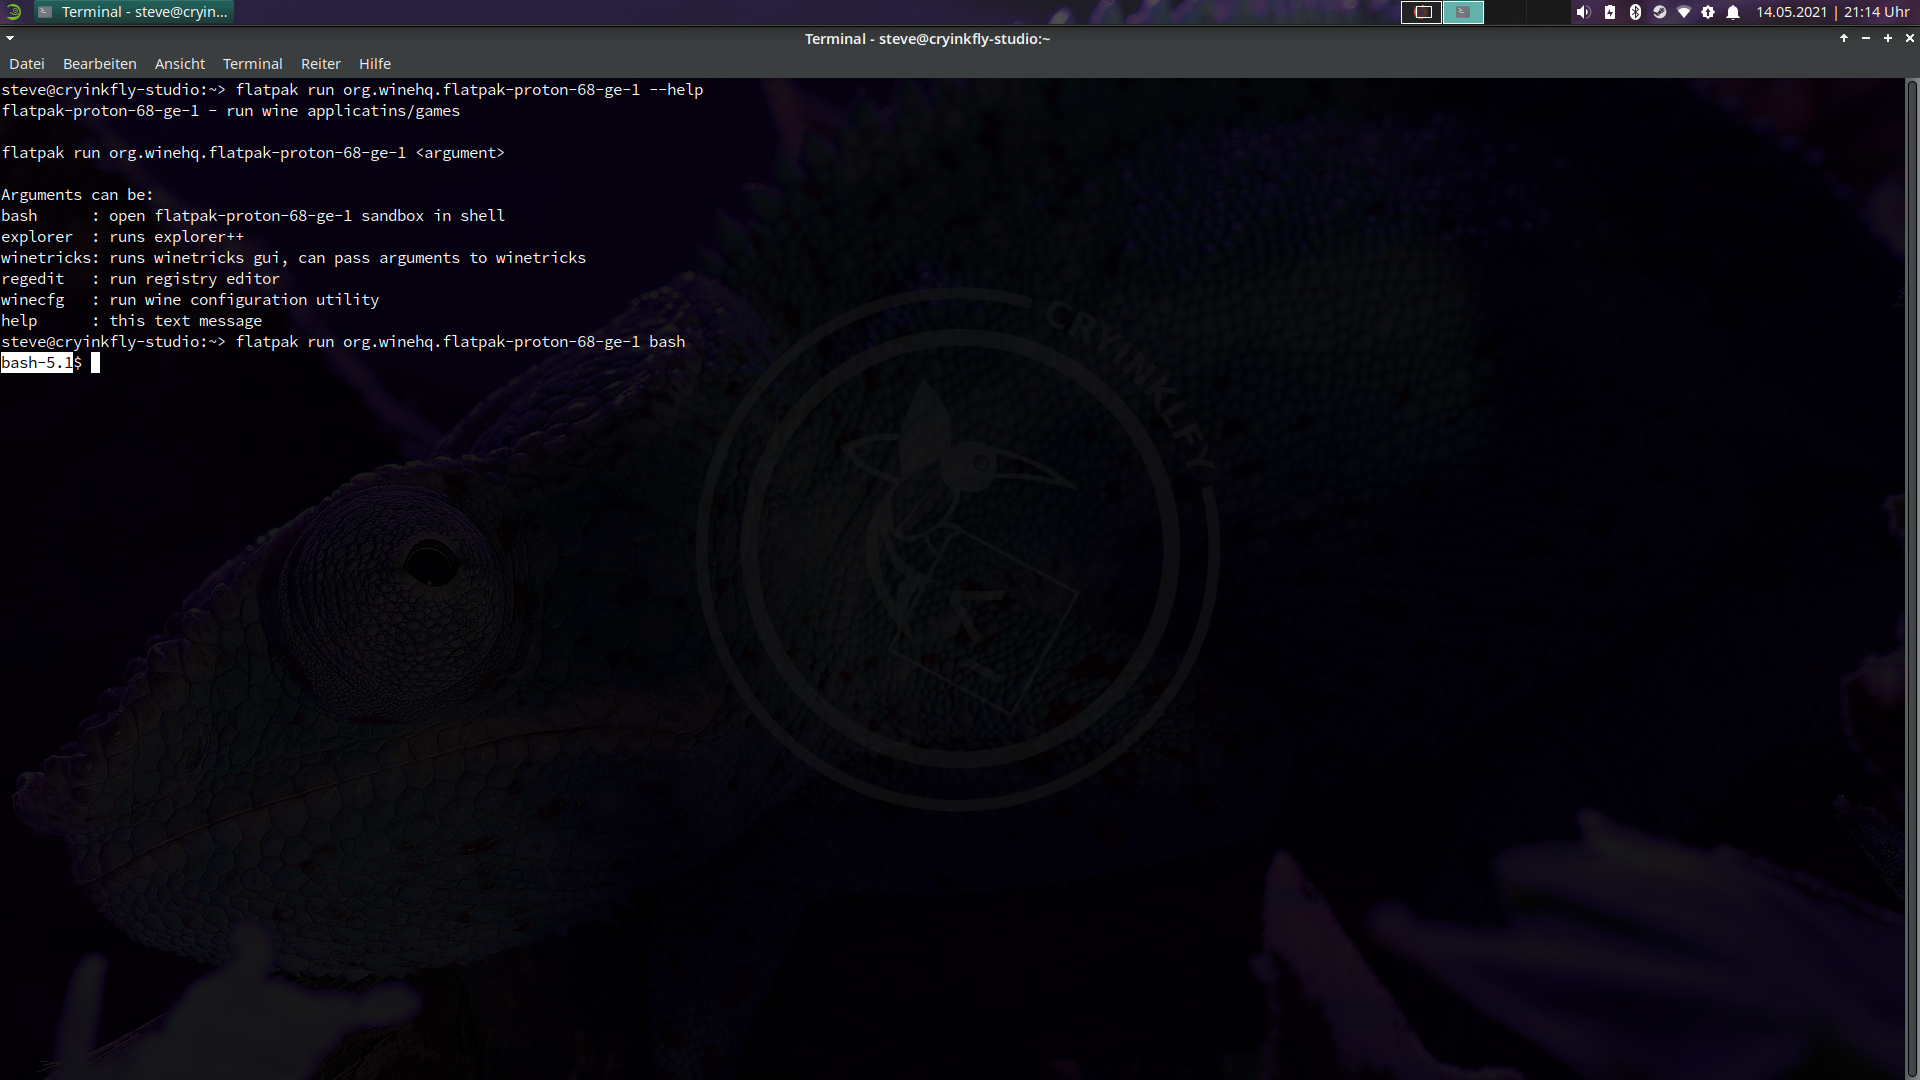 Terminal - steve@cryin...
14.05.2021 | 21:14 Uhr
Terminal - steve@cryinkfly-studio:~
Datei Bearbeiten Ansicht Terminal Reiter Hilfe
steve@cryinkfly-studio:~> flatpak run org.winehq.flatpak-proton-68-ge-1 --help
flatpak-proton-68-ge-1 - run wine applicatins/games
flatpak run org.winehq.flatpak-proton-68-ge-1 <argument>
Arguments can be:
bash      : open flatpak-proton-68-ge-1 sandbox in shell
explorer  : runs explorer++
winetricks: runs winetricks gui, can pass arguments to winetricks
regedit   : run registry editor
winecfg   : run wine configuration utility
help      : this text message
steve@cryinkfly-studio:~> flatpak run org.winehq.flatpak-proton-68-ge-1 bash
bash-5.1$
CRYINKLFY